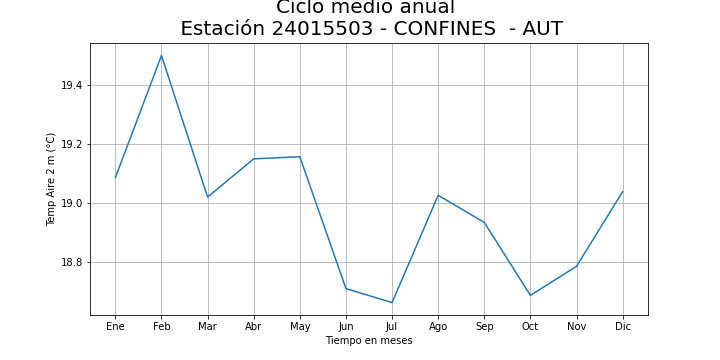 Ciclo medio anual
Estación 24015503 - CONFINES - AUT
19.4
19.2
19.0
18.8
Temp Aire 2 m (°C)
Ene Feb Mar Abr May Jun Jul Ago Sep Oct Nov Dic
Tiempo en meses